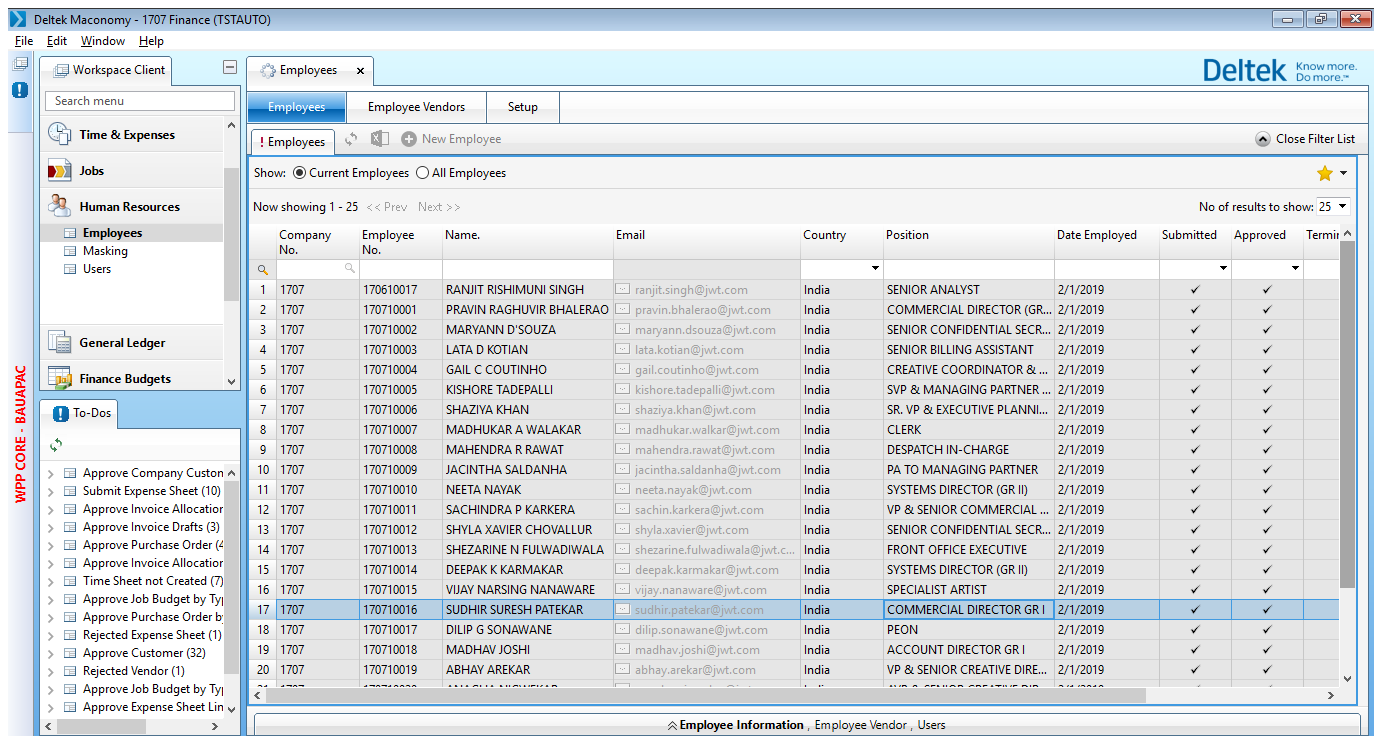 Deltek Maconomy - 1707 Finance (TSTAUTO)
File Edit Window Help
Workspace Client
Search menu
Time & Expenses
Jobs
Human Resources
Employees
Masking
Users
General Ledger
Finance Budgets
WPP CORE - BAUAPAC
To-Dos
Approve Company Custon
Submit Expense Sheet (10)
Approve Invoice Allocation
Approve Invoice Drafts (3)
Approve Purchase Order (4
Approve Invoice Allocation
Time Sheet not Created (7)
Approve Job Budget by Typ
Approve Purchase Order by
Rejected Expense Sheet (1)
Approve Customer (32)
Rejected Vendor (1)
Approve Job Budget by Typ
Approve Expense Sheet Lin
Employees x
Deltek Know more. Do more.™
Employees Employee Vendors Setup
! Employees New Employee Close Filter List
Show: Current Employees All Employees
Now showing 1 - 25 << Prev Next >> No of results to show: 25
Company No. Employee No. Name. Email Country Position Date Employed Submitted Approved Termin
1 1707 170610017 RANJIT RISHIMUNI SINGH ranjit.singh@jwt.com India SENIOR ANALYST 2/1/2019 ✓ ✓
2 1707 170710001 PRAVIN RAGHUVIR BHALERAO pravin.bhalerao@jwt.com India COMMERCIAL DIRECTOR (GR... 2/1/2019 ✓ ✓
3 1707 170710002 MARYANN D'SOUZA maryann.dsouza@jwt.com India SENIOR CONFIDENTIAL SECR... 2/1/2019 ✓ ✓
4 1707 170710003 LATA D KOTIAN lata.kotian@jwt.com India SENIOR BILLING ASSISTANT 2/1/2019 ✓ ✓
5 1707 170710004 GAIL C COUTINHO gail.coutinho@jwt.com India CREATIVE COORDINATOR & ... 2/1/2019 ✓ ✓
6 1707 170710005 KISHORE TADEPALLI kishore.tadepalli@jwt.com India SVP & MANAGING PARTNER ... 2/1/2019 ✓ ✓
7 1707 170710006 SHAZIYA KHAN shaziya.khan@jwt.com India SR. VP & EXECUTIVE PLANNI... 2/1/2019 ✓ ✓
8 1707 170710007 MADHUKAR A WALAKAR madhukar.walkar@jwt.com India CLERK 2/1/2019 ✓ ✓
9 1707 170710008 MAHENDRA R RAWAT mahendra.rawat@jwt.com India DESPATCH IN-CHARGE 2/1/2019 ✓ ✓
10 1707 170710009 JACINTHA SALDANHA jacintha.saldanha@jwt.com India PA TO MANAGING PARTNER 2/1/2019 ✓ ✓
11 1707 170710010 NEETA NAYAK neeta.nayak@jwt.com India SYSTEMS DIRECTOR (GR II) 2/1/2019 ✓ ✓
12 1707 170710011 SACHINDRA P KARKERA sachin.karkera@jwt.com India VP & SENIOR COMMERCIAL ... 2/1/2019 ✓ ✓
13 1707 170710012 SHYLA XAVIER CHOVALLUR shyla.xavier@jwt.com India SENIOR CONFIDENTIAL SECR... 2/1/2019 ✓ ✓
14 1707 170710013 SHEZARINE N FULWADIWALA shezarine.fulwadiwala@jwt.c... India FRONT OFFICE EXECUTIVE 2/1/2019 ✓ ✓
15 1707 170710014 DEEPAK K KARMAKAR deepak.karmakar@jwt.com India SYSTEMS DIRECTOR (GR II) 2/1/2019 ✓ ✓
16 1707 170710015 VIJAY NARSING NANAWARE vijay.nanaware@jwt.com India SPECIALIST ARTIST 2/1/2019 ✓ ✓
17 1707 170710016 SUDHIR SURESH PATEKAR sudhir.patekar@jwt.com India COMMERCIAL DIRECTOR GR I 2/1/2019 ✓ ✓
18 1707 170710017 DILIP G SONAWANE dilip.sonawane@jwt.com India PEON 2/1/2019 ✓ ✓
19 1707 170710018 MADHAV JOSHI madhav.joshi@jwt.com India ACCOUNT DIRECTOR GR I 2/1/2019 ✓ ✓
20 1707 170710019 ABHAY AREKAR abhay.arekar@jwt.com India VP & SENIOR CREATIVE DIRE... 2/1/2019 ✓ ✓
Employee Information , Employee Vendor , Users